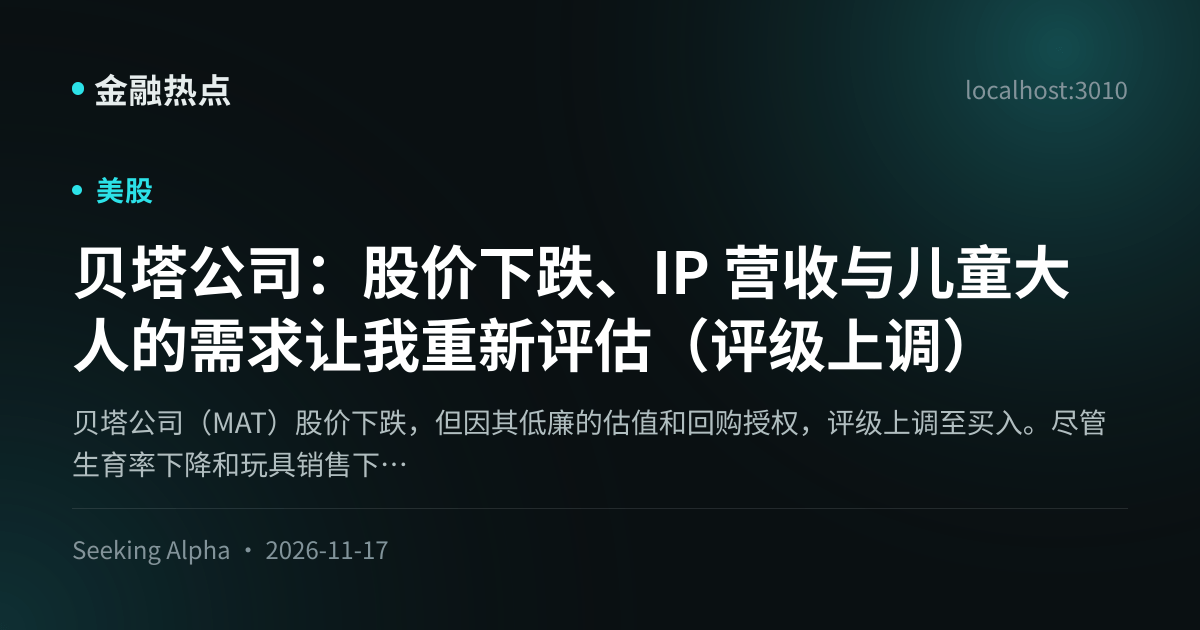 金融热点
localhost:3010
美股
贝塔公司：股价下跌、IP 营收与儿童大
人的需求让我重新评估（评级上调）
贝塔公司（MAT）股价下跌，但因其低廉的估值和回购授权，评级上调至买入。尽管
生育率下降和玩具销售下…
Seeking Alpha • 2026-11-17